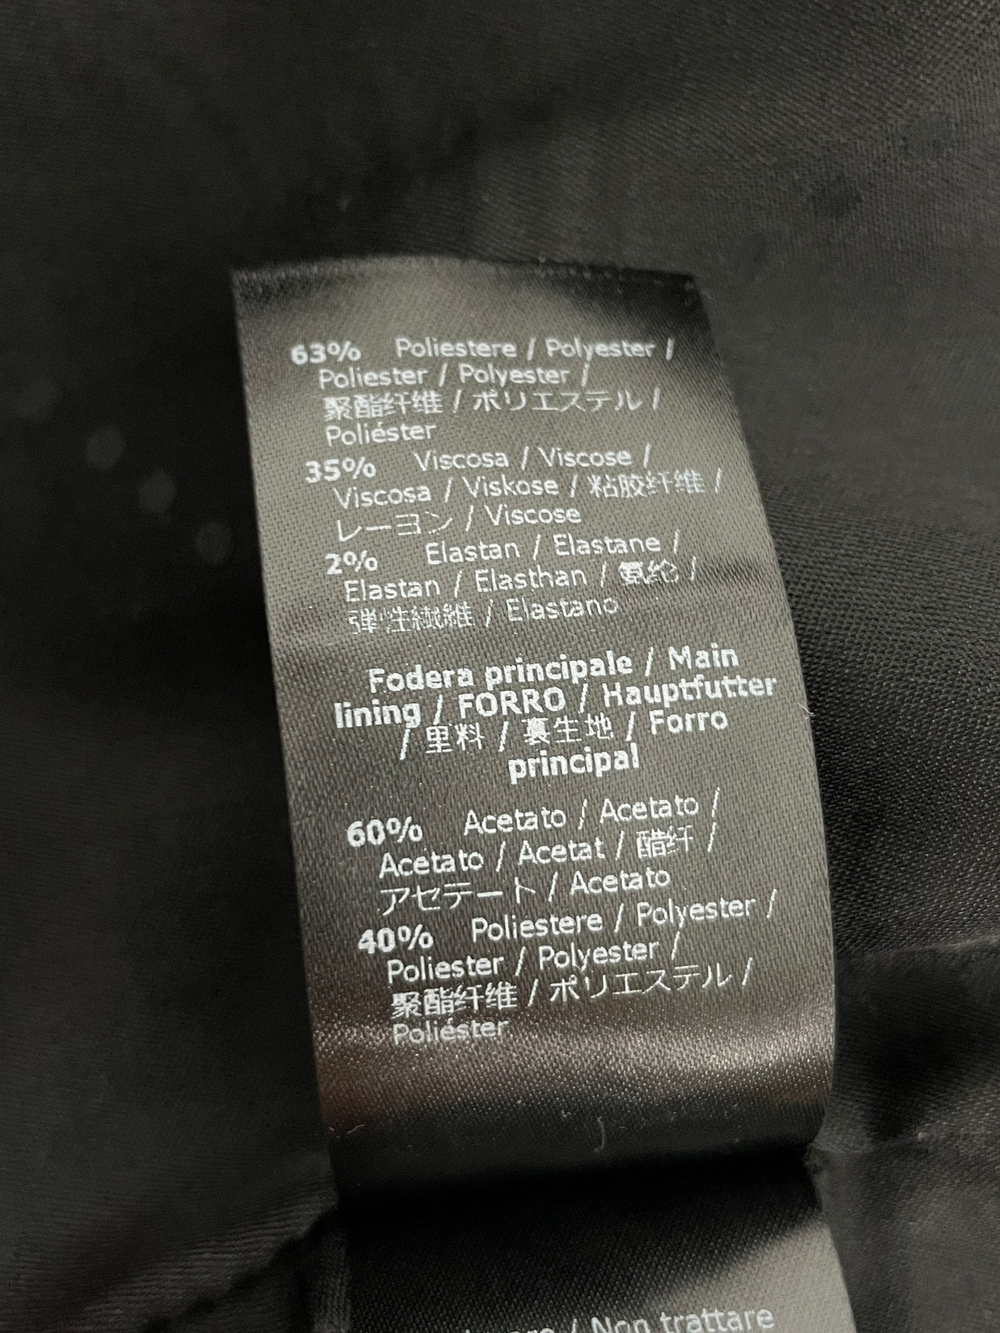 63% Poliestere / Polyester /
Poliester / Polyester /
聚酯纤维 / ポリエステル /
Poliéster
35% Viscosa / Viscose /
Viscosa / Viskose / 粘胶纤维 /
レーヨン / Viscose
2% Elastan / Elastane /
Elastan / Elasthan / 氨纶 /
弹性繊維 / Elastano
Fodera principale / Main
lining / FORRO / Hauptfutter
/ 里料 / 裏生地 / Forro
principal
60% Acetato / Acetato /
Acetato / Acetat / 醋纤 /
アセテート / Acetato
40% Poliestere / Polyester /
Poliester / Polyester /
聚酯纤维 / ポリエステル /
Poliéster
/ Non trattare